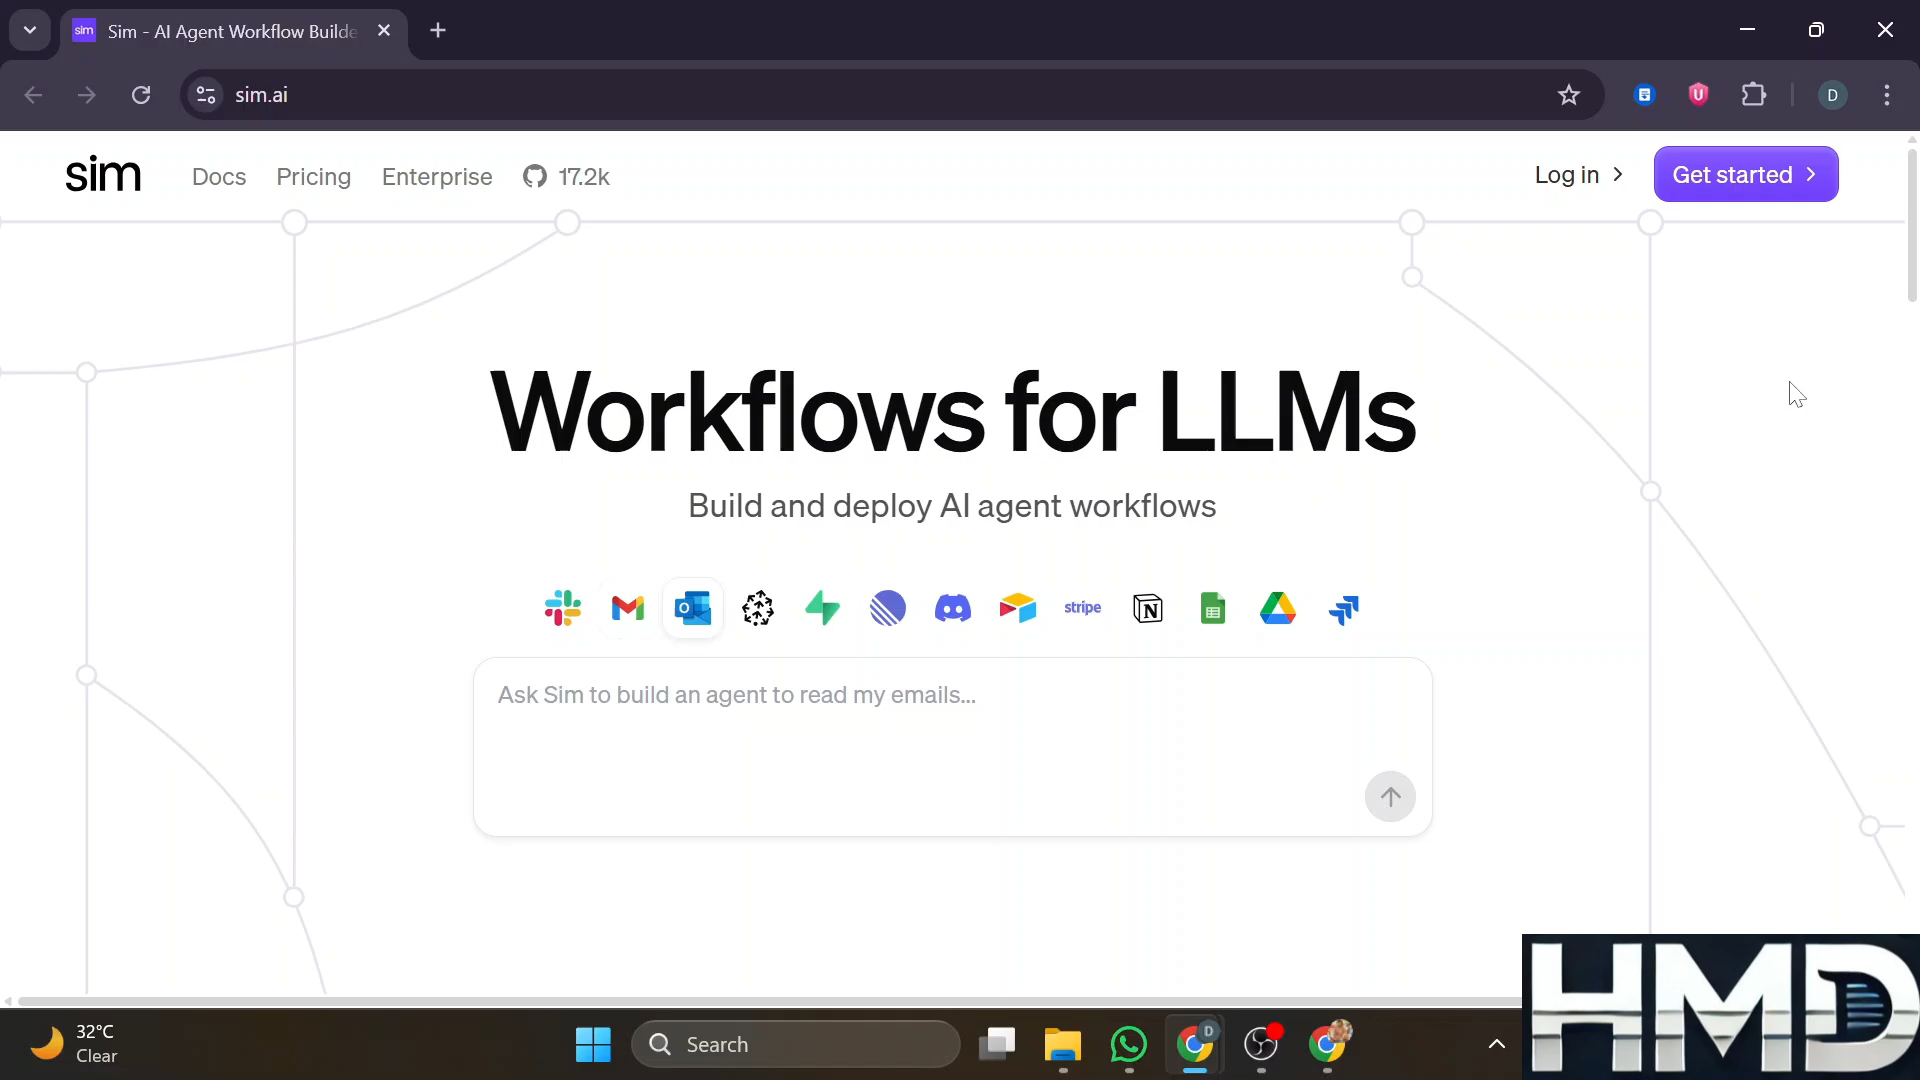 sim
Sim - AI Agent Workflow Builde
sim.ai
U
D
sim
Docs
Pricing
Enterprise
17.2k
Log in
Get started
Workflows for LLMs
Build and deploy AI agent workflows
stripe
Ask Sim to build an agent to read my emails...
32°C
Clear
Search
D
HMD